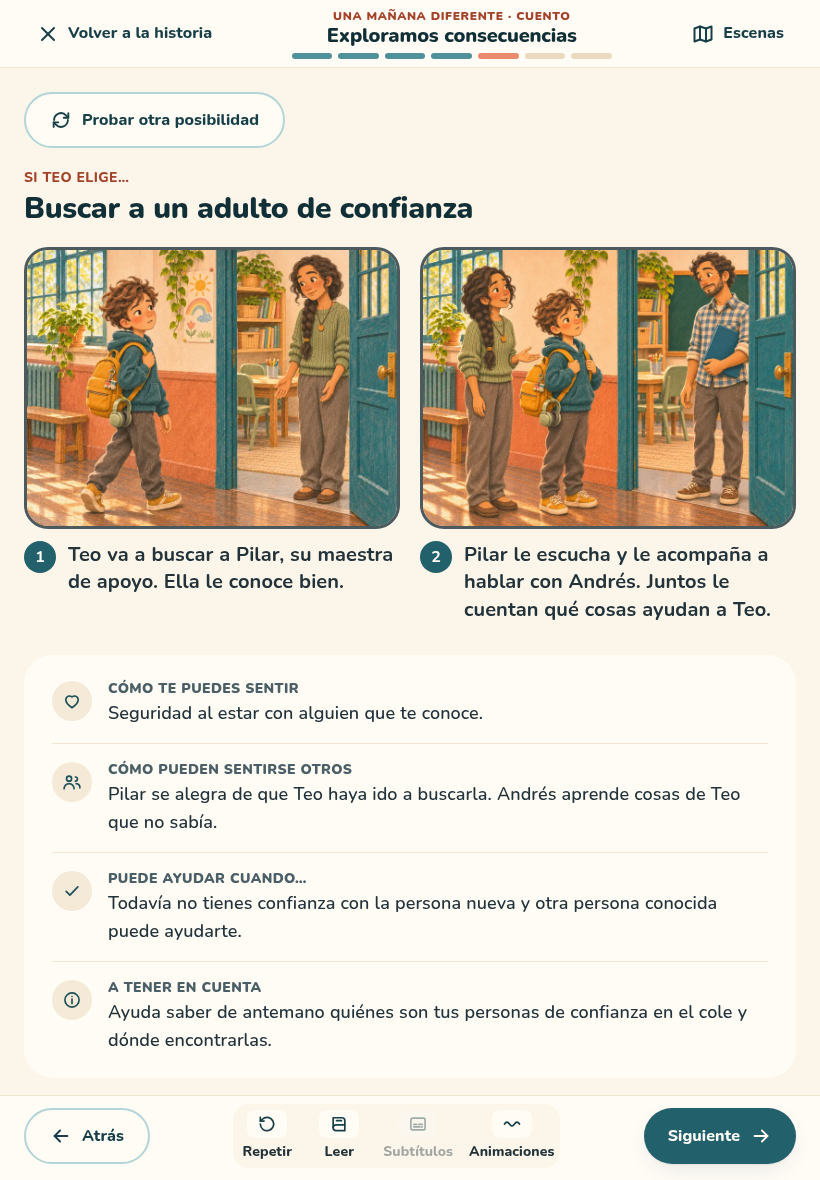 Volver a la historia
UNA MAÑANA DIFERENTE · CUENTO
Exploramos consecuencias
Escenas
Probar otra posibilidad
SI TEO ELIGE...
Buscar a un adulto de confianza
1
Teo va a buscar a Pilar, su maestra
de apoyo. Ella le conoce bien.
2
Pilar le escucha y le acompaña a
hablar con Andrés. Juntos le
cuentan qué cosas ayudan a Teo.
CÓMO TE PUEDES SENTIR
Seguridad al estar con alguien que te conoce.
CÓMO PUEDEN SENTIRSE OTROS
Pilar se alegra de que Teo haya ido a buscarla. Andrés aprende cosas de Teo
que no sabía.
PUEDE AYUDAR CUANDO...
Todavía no tienes confianza con la persona nueva y otra persona conocida
puede ayudarte.
A TENER EN CUENTA
Ayuda saber de antemano quiénes son tus personas de confianza en el cole y
dónde encontrarlas.
Atrás
Repetir
Leer
Subtítulos
Animaciones
Siguiente